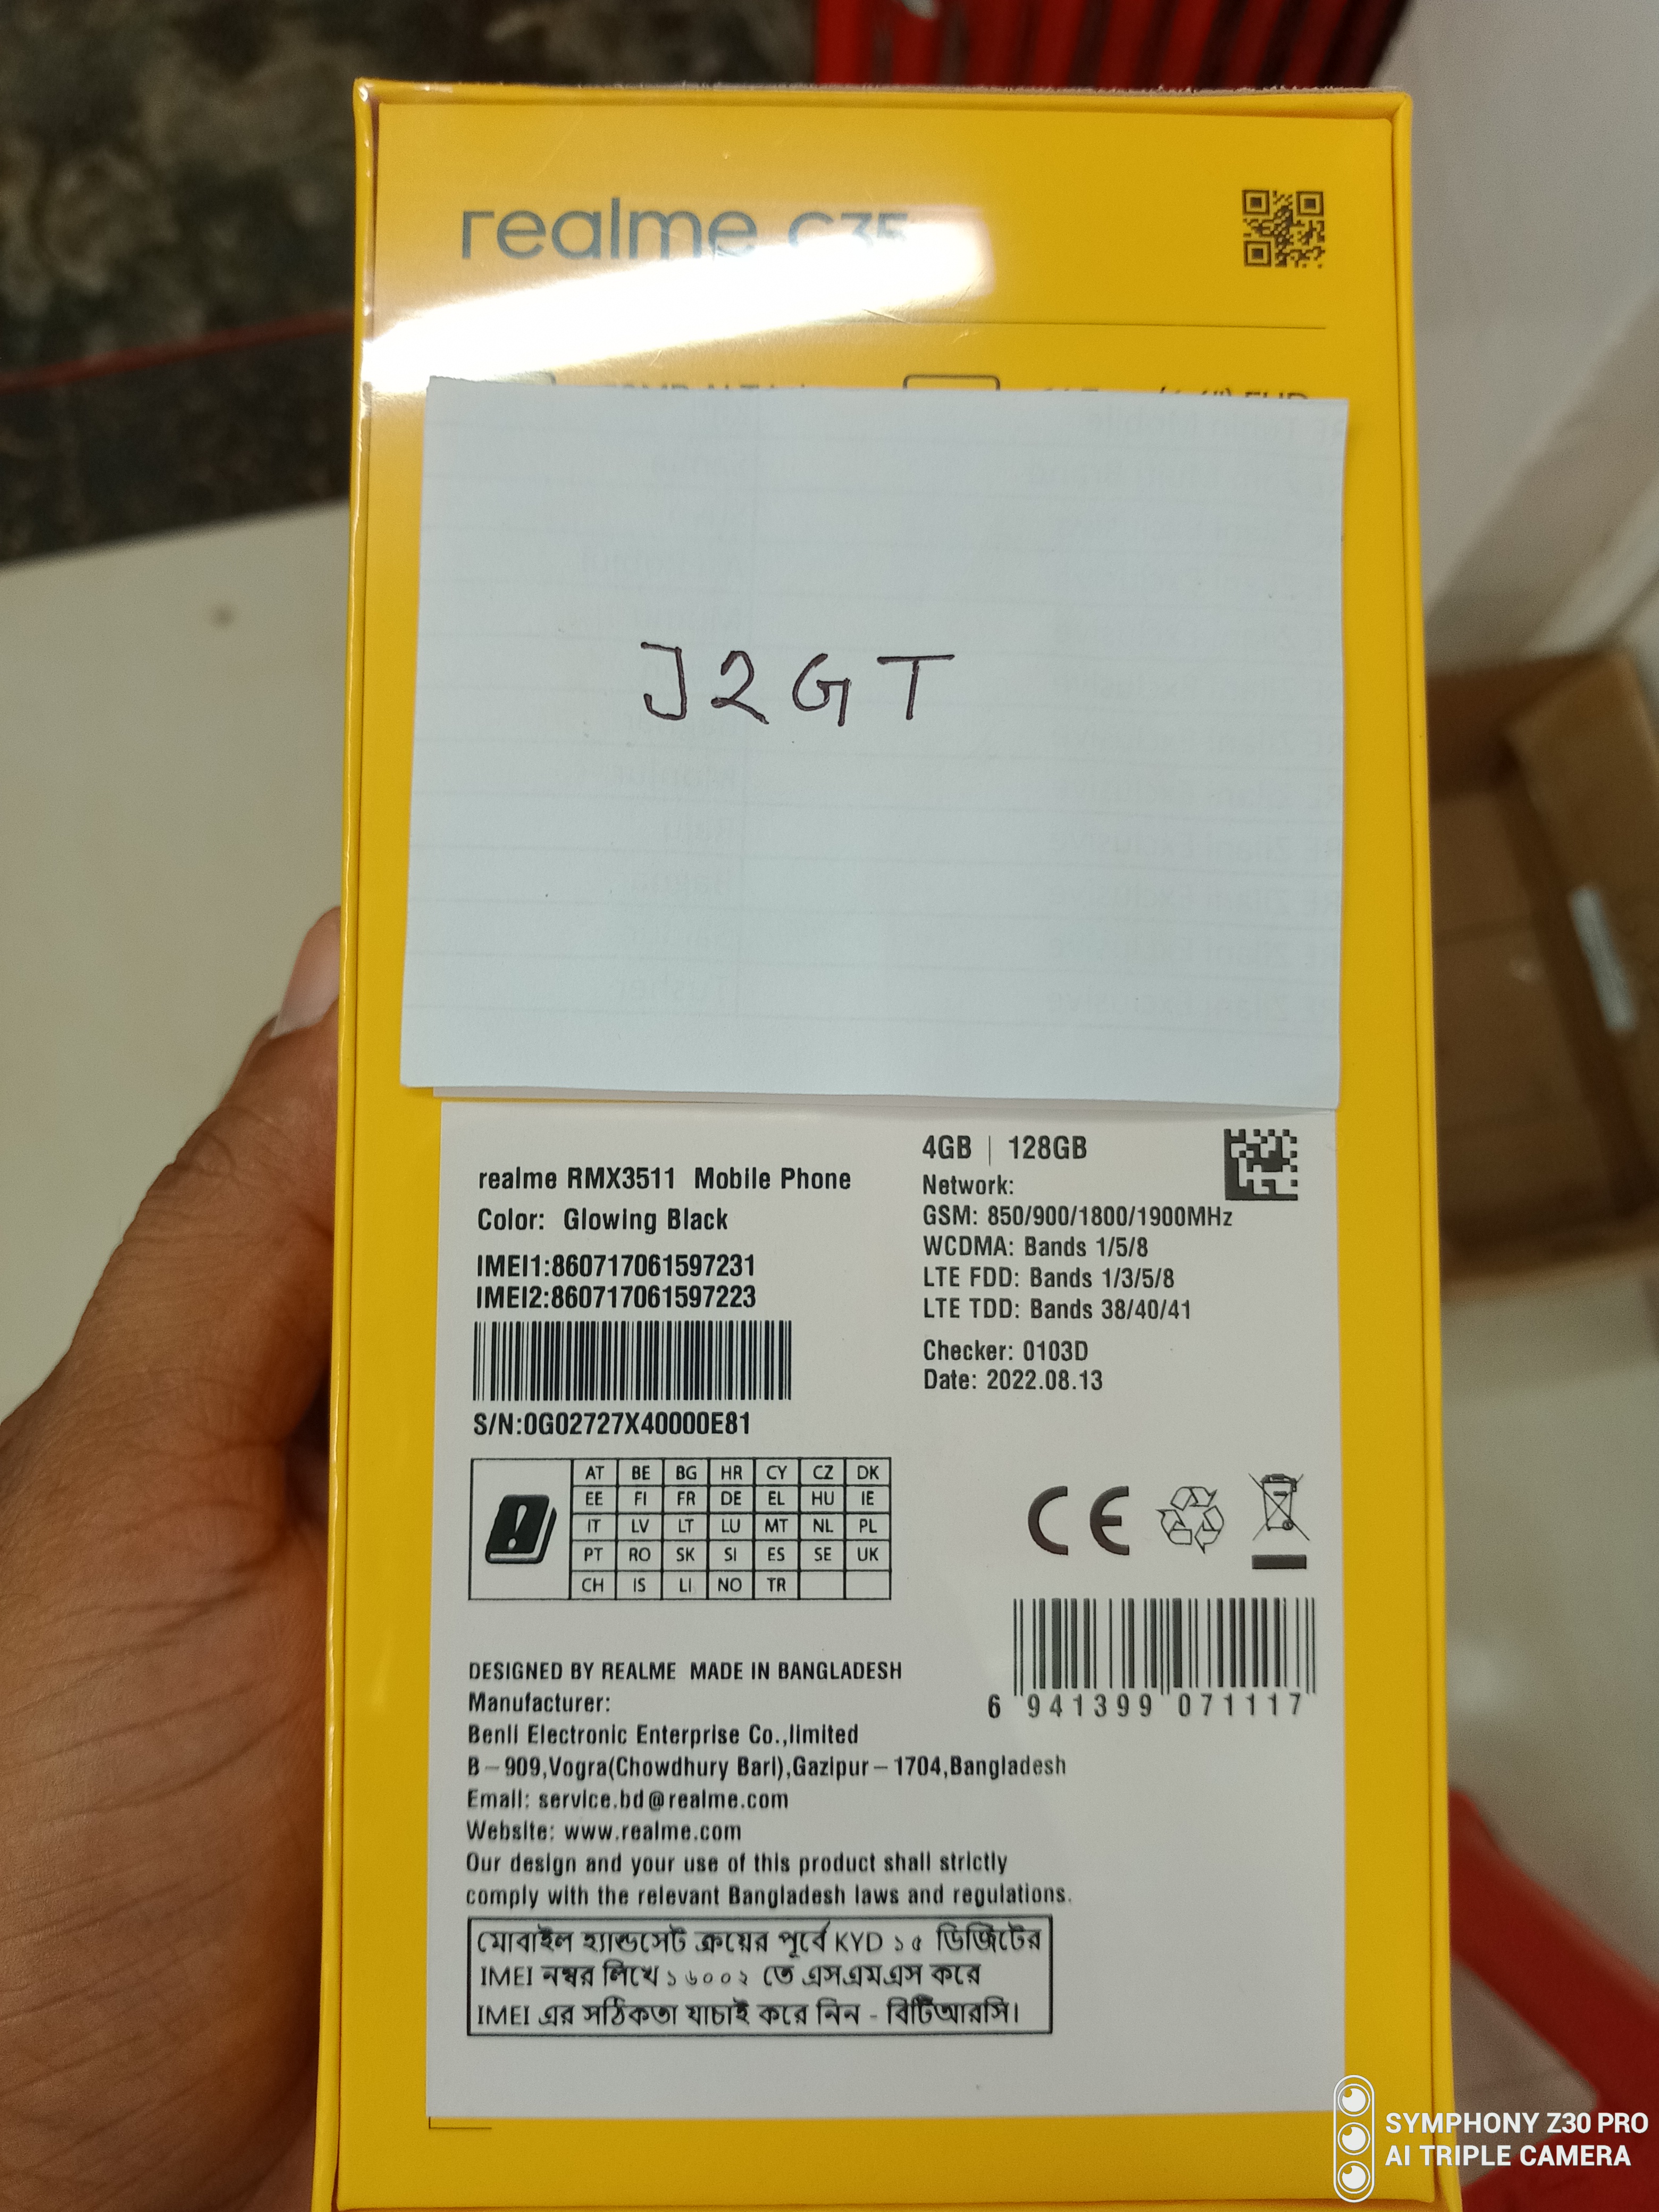 realme C35
J2GT
realme RMX3511 Mobile Phone
Color: Glowing Black
IMEI1:860717061597231
IMEI2:860717061597223
S/N:0G02727X40000E81
4GB | 128GB
Network:
GSM: 850/900/1800/1900MHz
WCDMA: Bands 1/5/8
LTE FDD: Bands 1/3/5/8
LTE TDD: Bands 38/40/41
Checker: 0103D
Date: 2022.08.13
AT BE BG HR CY CZ DK
EE FI FR DE EL HU IE
IT LV LT LU MT NL PL
PT RO SK SI ES SE UK
CH IS LI NO TR
CE
6 941399 071117
DESIGNED BY REALME MADE IN BANGLADESH
Manufacturer:
Benli Electronic Enterprise Co.,limited
B-909,Vogra(Chowdhury Bari),Gazipur-1704,Bangladesh
Email: service.bd@realme.com
Website: www.realme.com
Our design and your use of this product shall strictly
comply with the relevant Bangladesh laws and regulations.
মোবাইল হ্যান্ডসেট ক্রয়ের পূর্বে KYD ১৫ ডিজিটের
IMEI নম্বর লিখে ১৬০০২ তে এসএমএস করে
IMEI এর সঠিকতা যাচাই করে নিন - বিটিআরসি।
SYMPHONY Z30 PRO
AI TRIPLE CAMERA